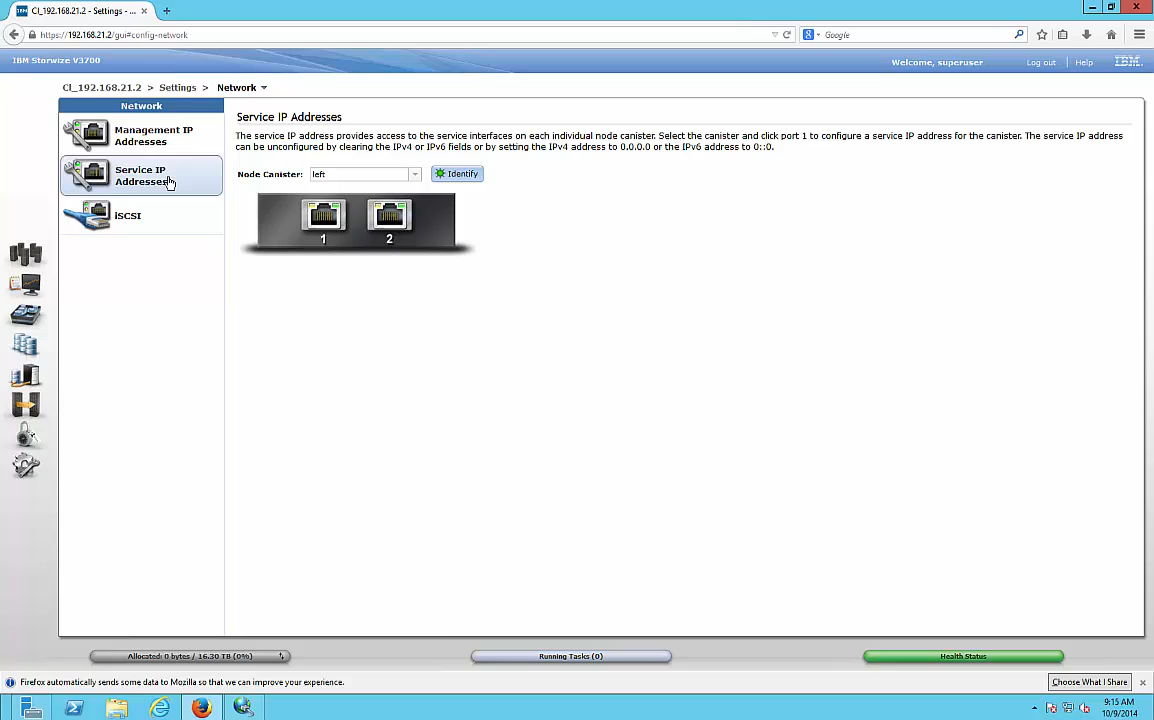 CI_192.168.21.2 - Settings - ...
https://192.168.21.2/gui#config-network
Google
IBM Storwize V3700
Welcome, superuser
Log out
Help
IBM.
CI_192.168.21.2 > Settings > Network
Network
Management IP
Addresses
Service IP
Addresses
iSCSI
Service IP Addresses
The service IP address provides access to the service interfaces on each individual node canister. Select the canister and click port 1 to configure a service IP address for the canister. The service IP address
can be unconfigured by clearing the IPv4 or IPv6 fields or by setting the IPv4 address to 0.0.0.0 or the IPv6 address to 0::0.
Node Canister: left
Identify
1 2
Allocated: 0 bytes / 16.30 TB (0%)
Running Tasks (0)
Health Status
Firefox automatically sends some data to Mozilla so that we can improve your experience.
Choose What I Share
9:15 AM
10/9/2014